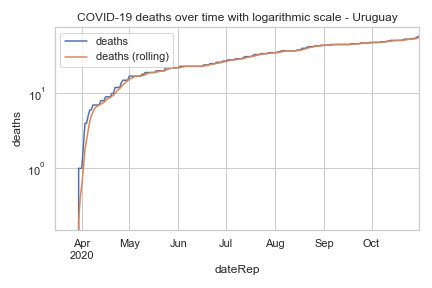 COVID-19 deaths over time with logarithmic scale - Uruguay
deaths
deaths (rolling)
10¹
10⁰
deaths
Apr
2020
May
Jun
Jul
Aug
Sep
Oct
dateRep